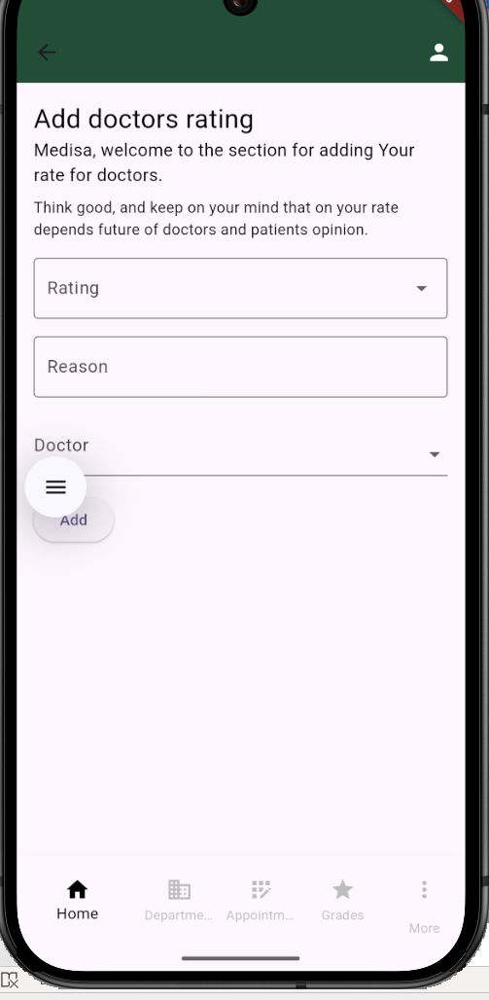 Add doctors rating
Medisa, welcome to the section for adding Your
rate for doctors.
Think good, and keep on your mind that on your rate
depends future of doctors and patients opinion.
Rating
Reason
Doctor
Add
Home
Departme...
Appointm...
Grades
More